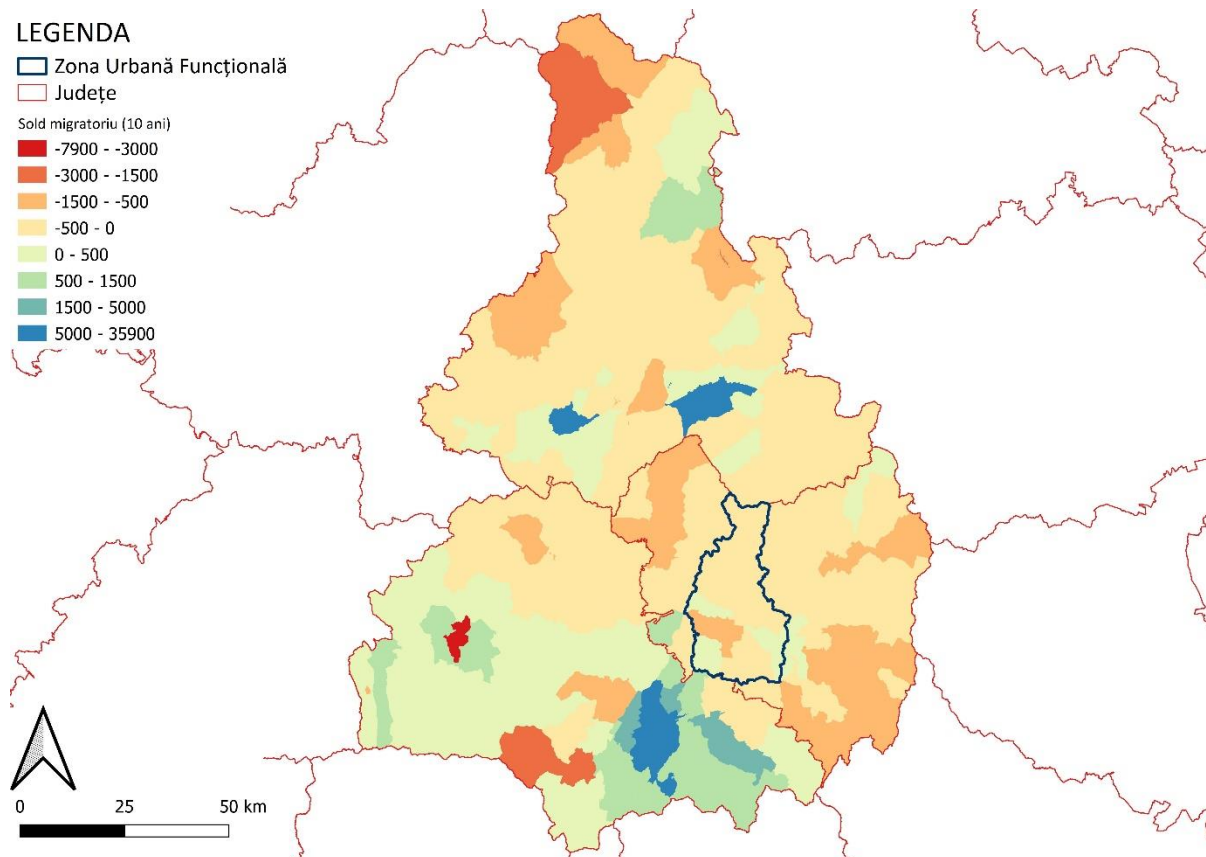 LEGENDA
Zona Urbană Funcțională
Județe
Sold migratoriu (10 ani)
-7900 - -3000
-3000 - -1500
-1500 - -500
-500 - 0
0 - 500
500 - 1500
1500 - 5000
5000 - 35900
0 25 50 km